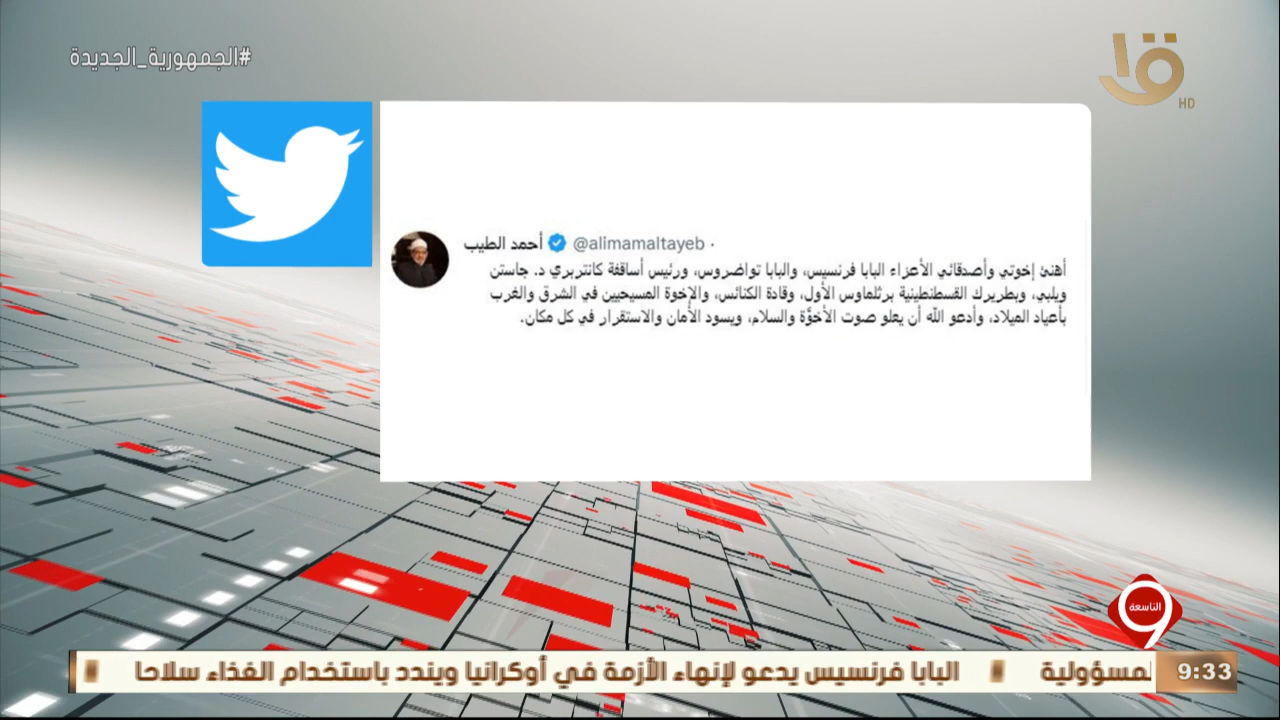 #الجمهورية_الجديدة
HD
أحمد الطيب @alimamaltayeb ·
أهنئ إخوتي وأصدقائي الأعزاء البابا فرنسيس، والبابا تواضروس، ورئيس أساقفة كانتربري د. جاستن
ويلبي، وبطريرك القسطنطينية برثلماوس الأول، وقادة الكنائس، والإخوة المسيحيين في الشرق والغرب
بأعياد الميلاد، وأدعو الله أن يعلو صوت الأخوَّة والسلام، ويسود الأمان والاستقرار في كل مكان.
التاسعة
9
9:33
لمسؤولية
البابا فرنسيس يدعو لإنهاء الأزمة في أوكرانيا ويندد باستخدام الغذاء سلاحا